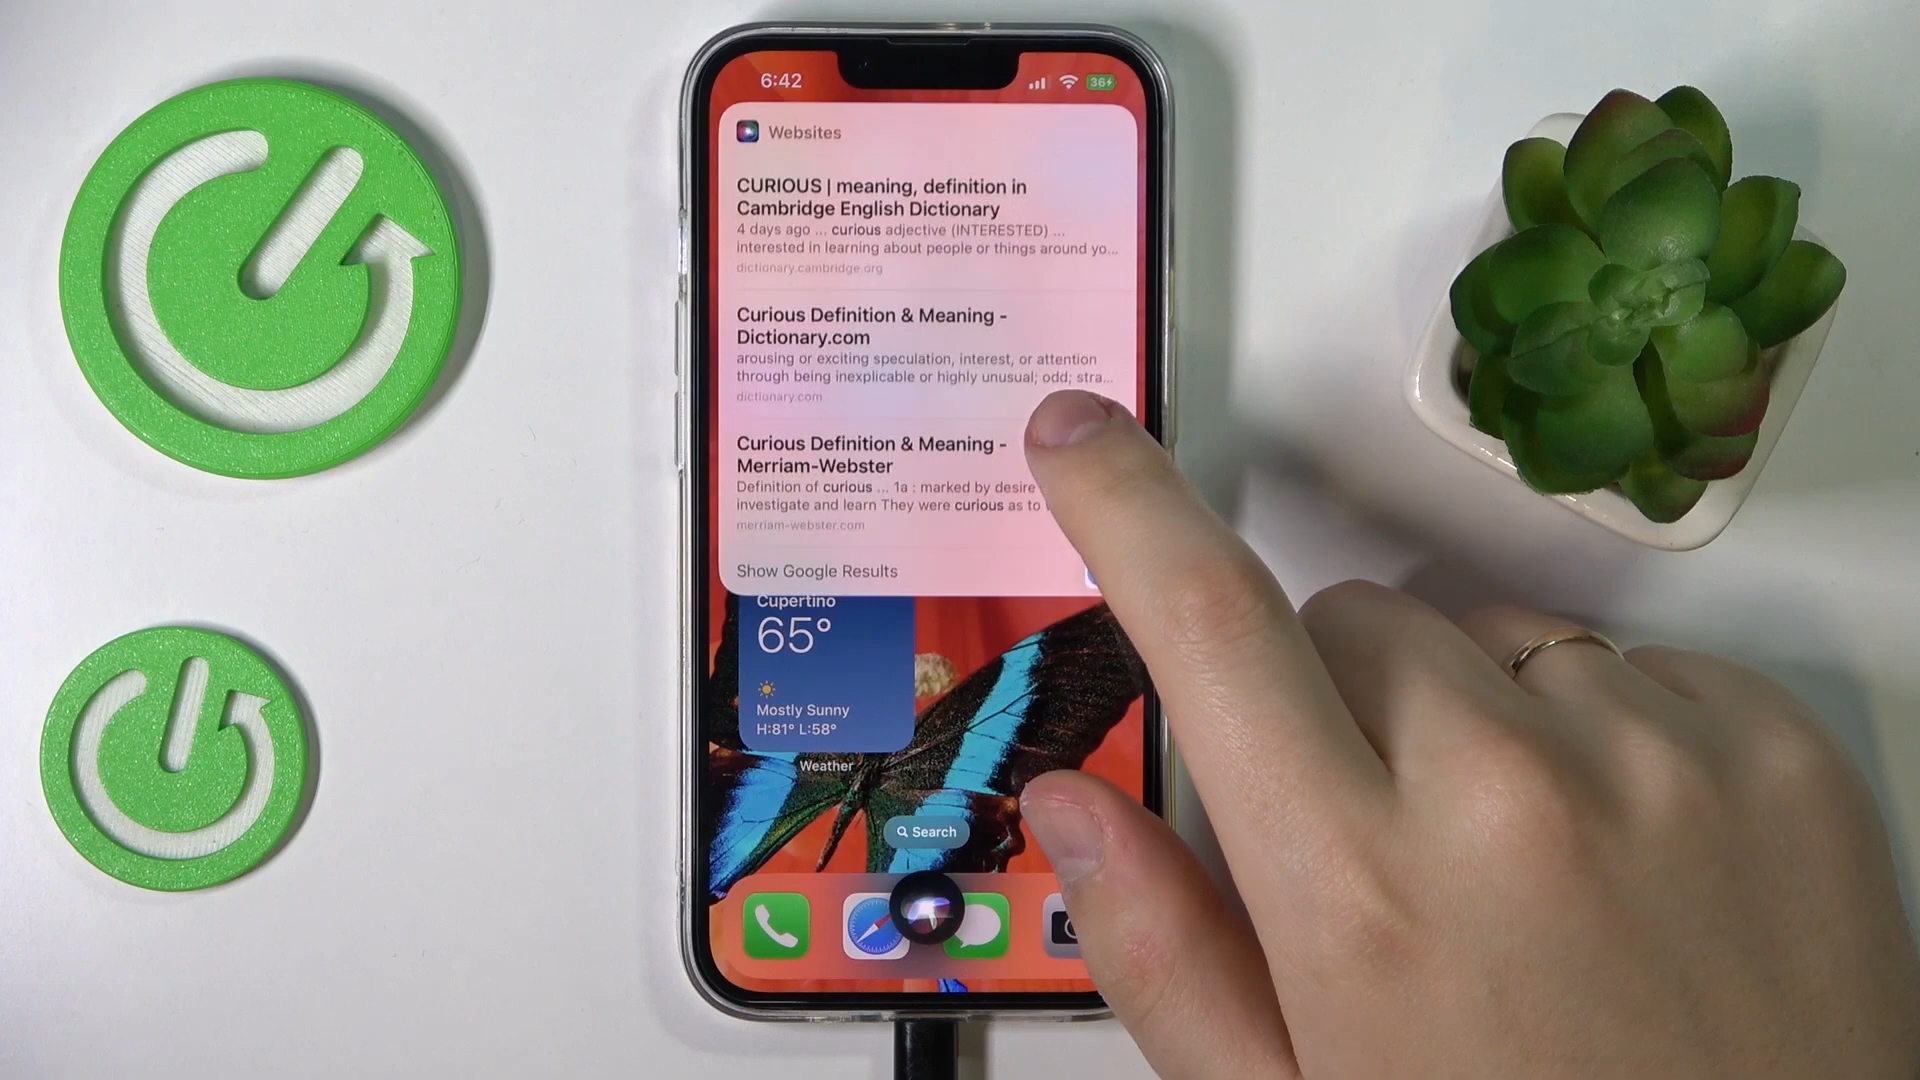 6:42
36
Websites
CURIOUS | meaning, definition in
Cambridge English Dictionary
4 days ago ... curious adjective (INTERESTED) ...
interested in learning about people or things around yo...
dictionary.cambridge.org
Curious Definition & Meaning -
Dictionary.com
arousing or exciting speculation, interest, or attention
through being inexplicable or highly unusual; odd; stra...
dictionary.com
Curious Definition & Meaning -
Merriam-Webster
Definition of curious ... 1a : marked by desire
investigate and learn They were curious as to
merriam-webster.com
Show Google Results
Cupertino
65°
Mostly Sunny
H:81° L:58°
Weather
Search